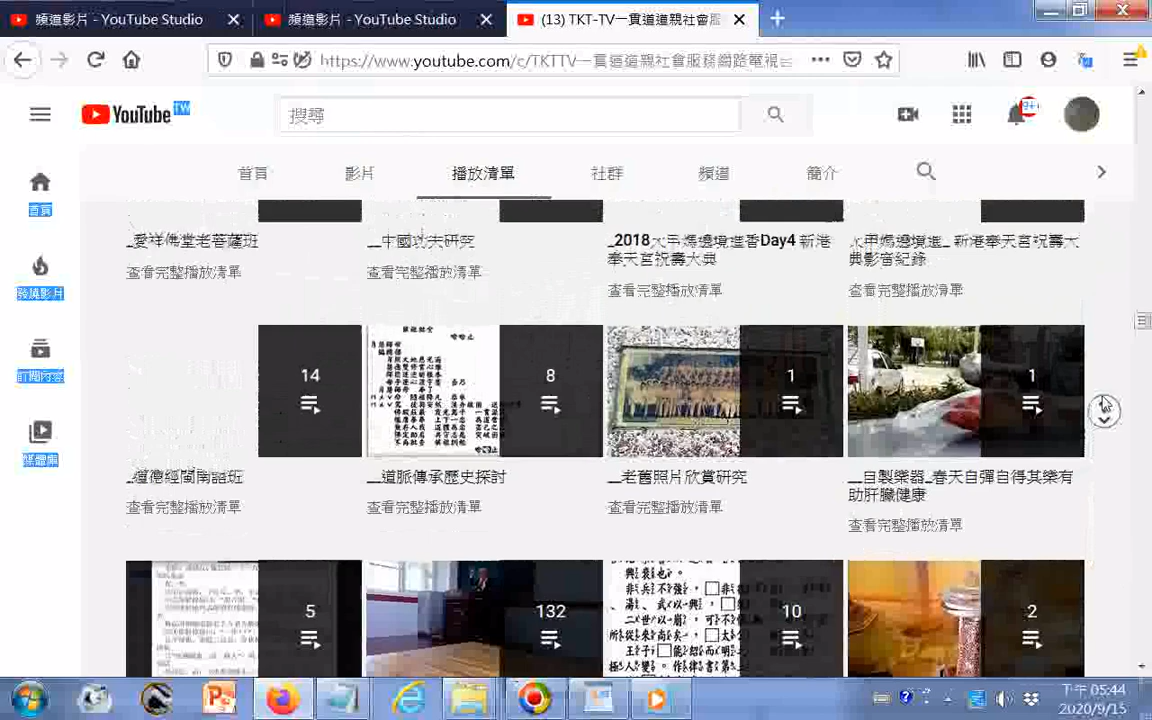 頻道影片 - YouTube Studio
頻道影片 - YouTube Studio
(13) TKT-TV一貫道道親社會服
https://www.youtube.com/c/TKTTV一貫道道親社會服務網路電視
YouTube TW
搜尋
9+
首頁
影片
播放清單
社群
頻道
簡介
首頁
發燒影片
訂閱內容
媒體庫
_愛祥佛堂老菩薩班
查看完整播放清單
__中國功夫研究
查看完整播放清單
_2018大甲媽遶境進香Day4 新港
奉天宮祝壽大典
查看完整播放清單
大甲媽遶境進_ 新港奉天宮祝壽大
典影音紀錄
查看完整播放清單
14
8
1
1
_道德經閩南語班
查看完整播放清單
__道脈傳承歷史探討
查看完整播放清單
__老舊照片欣賞研究
查看完整播放清單
__自製樂器_春天自彈自得其樂有
助肝臟健康
查看完整播放清單
5
132
10
2
下午 05:44
2020/9/15